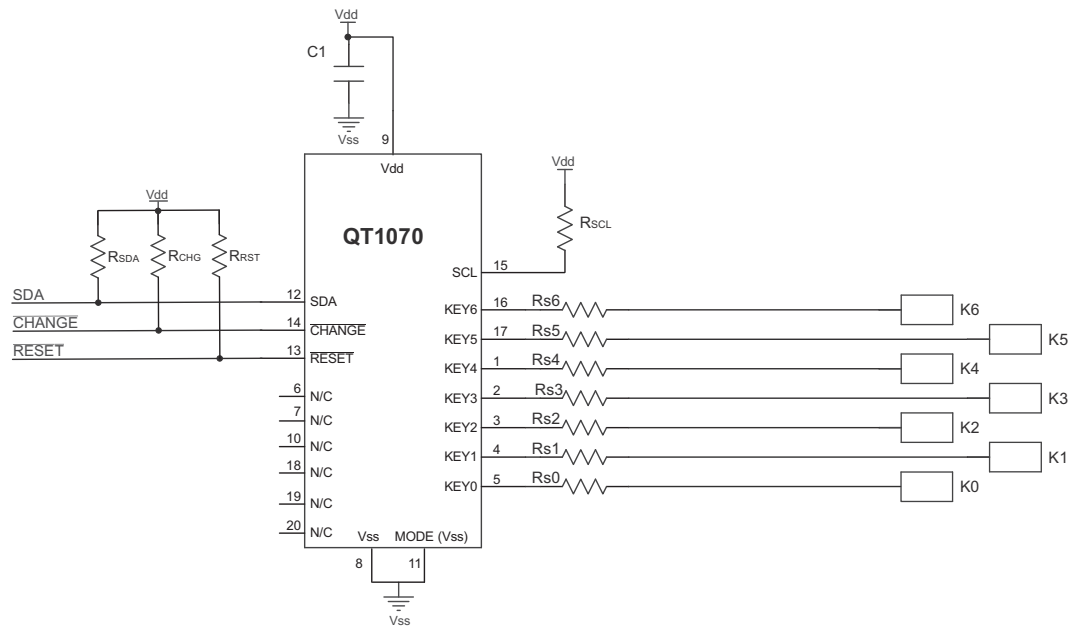 Vdd
C1
Vss
9
Vdd
QT1070
Vdd
RSDA
RCHG
RRST
Vdd
RSCL
SCL 15
SDA 12 SDA
CHANGE 14 CHANGE
RESET 13 RESET
6 N/C
7 N/C
10 N/C
18 N/C
19 N/C
20 N/C
KEY6 16 Rs6 K6
KEY5 17 Rs5 K5
KEY4 1 Rs4 K4
KEY3 2 Rs3 K3
KEY2 3 Rs2 K2
KEY1 4 Rs1 K1
KEY0 5 Rs0 K0
Vss MODE (Vss)
8 11
Vss